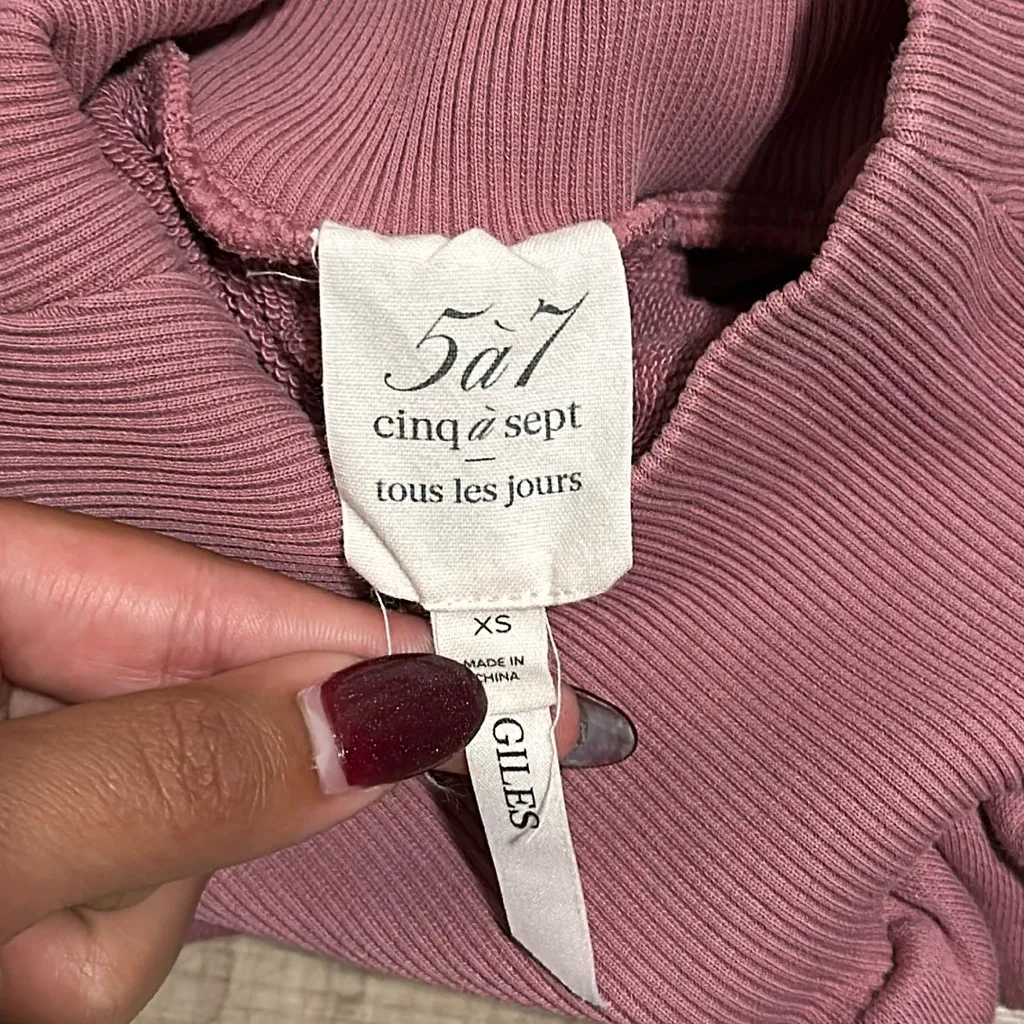 5à7
cinq à sept
tous les jours
XS
MADE IN
CHINA
GILES